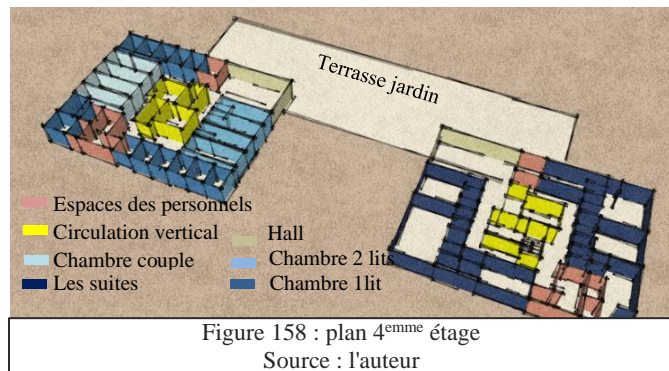 Terrasse jardin
Espaces des personnels
Circulation vertical
Hall
Chambre couple
Chambre 2 lits
Les suites
Chambre 1lit
Figure 158 : plan 4emme étage
Source : l'auteur